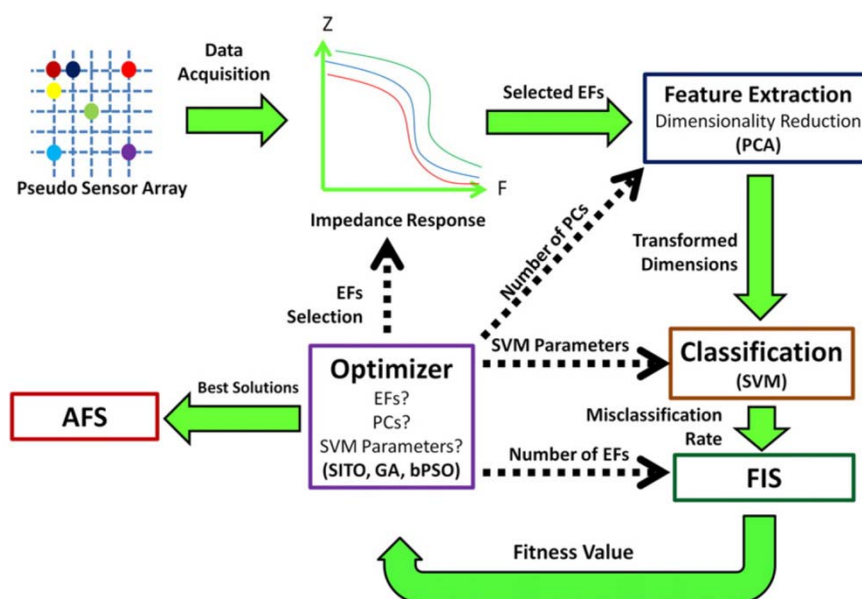 Data
Acquisition
Pseudo Sensor Array
Z
F
Impedance Response
Selected EFs
Feature Extraction
Dimensionality Reduction
(PCA)
Number of PCs
Transformed
Dimensions
EFs
Selection
Optimizer
EFs?
PCs?
SVM Parameters?
(SITO, GA, bPSO)
SVM Parameters
Classification
(SVM)
Best Solutions
AFS
Misclassification
Rate
Number of EFs
FIS
Fitness Value